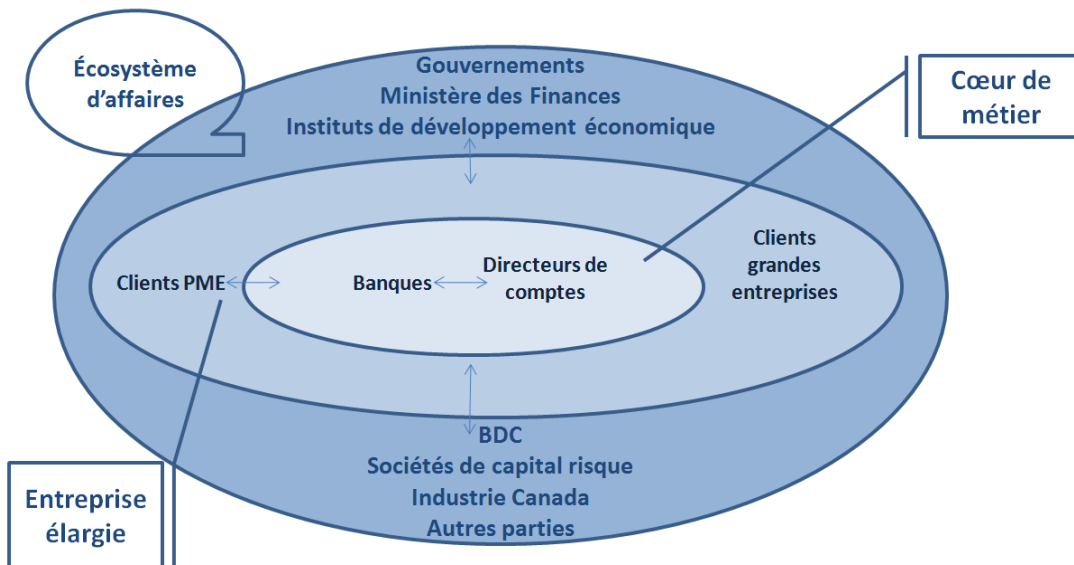 Écosystème
d'affaires
Gouvernements
Ministère des Finances
Instituts de développement économique
Cœur de
métier
Clients PME
Banques
Directeurs de
comptes
Clients
grandes
entreprises
BDC
Sociétés de capital risque
Industrie Canada
Autres parties
Entreprise
élargie